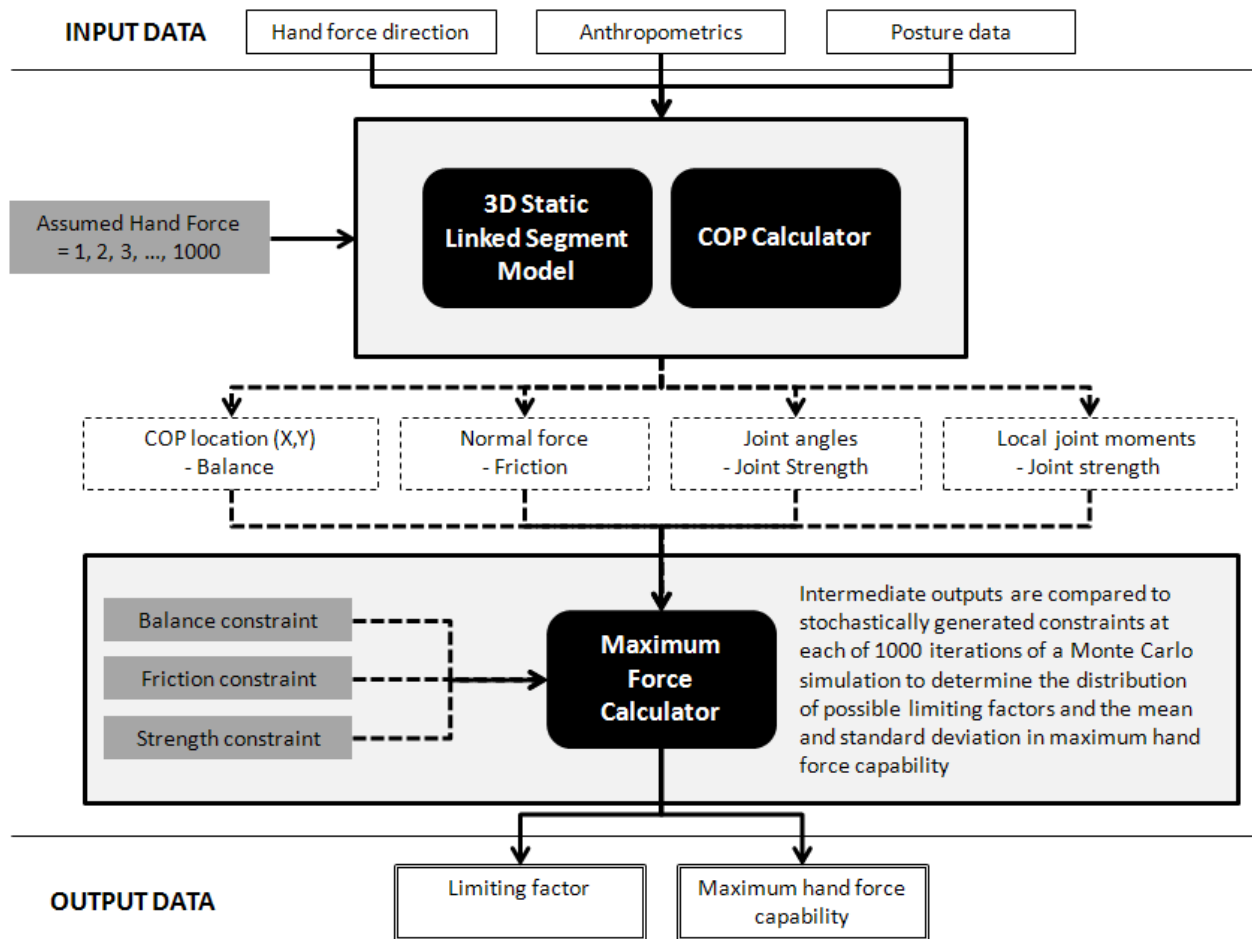 INPUT DATA
Hand force direction
Anthropometrics
Posture data
Assumed Hand Force
= 1, 2, 3, ..., 1000
3D Static
Linked Segment
Model
COP Calculator
COP location (X,Y)
- Balance
Normal force
- Friction
Joint angles
- Joint Strength
Local joint moments
- Joint strength
Balance constraint
Friction constraint
Strength constraint
Maximum
Force
Calculator
Intermediate outputs are compared to
stochastically generated constraints at
each of 1000 iterations of a Monte Carlo
simulation to determine the distribution
of possible limiting factors and the mean
and standard deviation in maximum hand
force capability
OUTPUT DATA
Limiting factor
Maximum hand force
capability